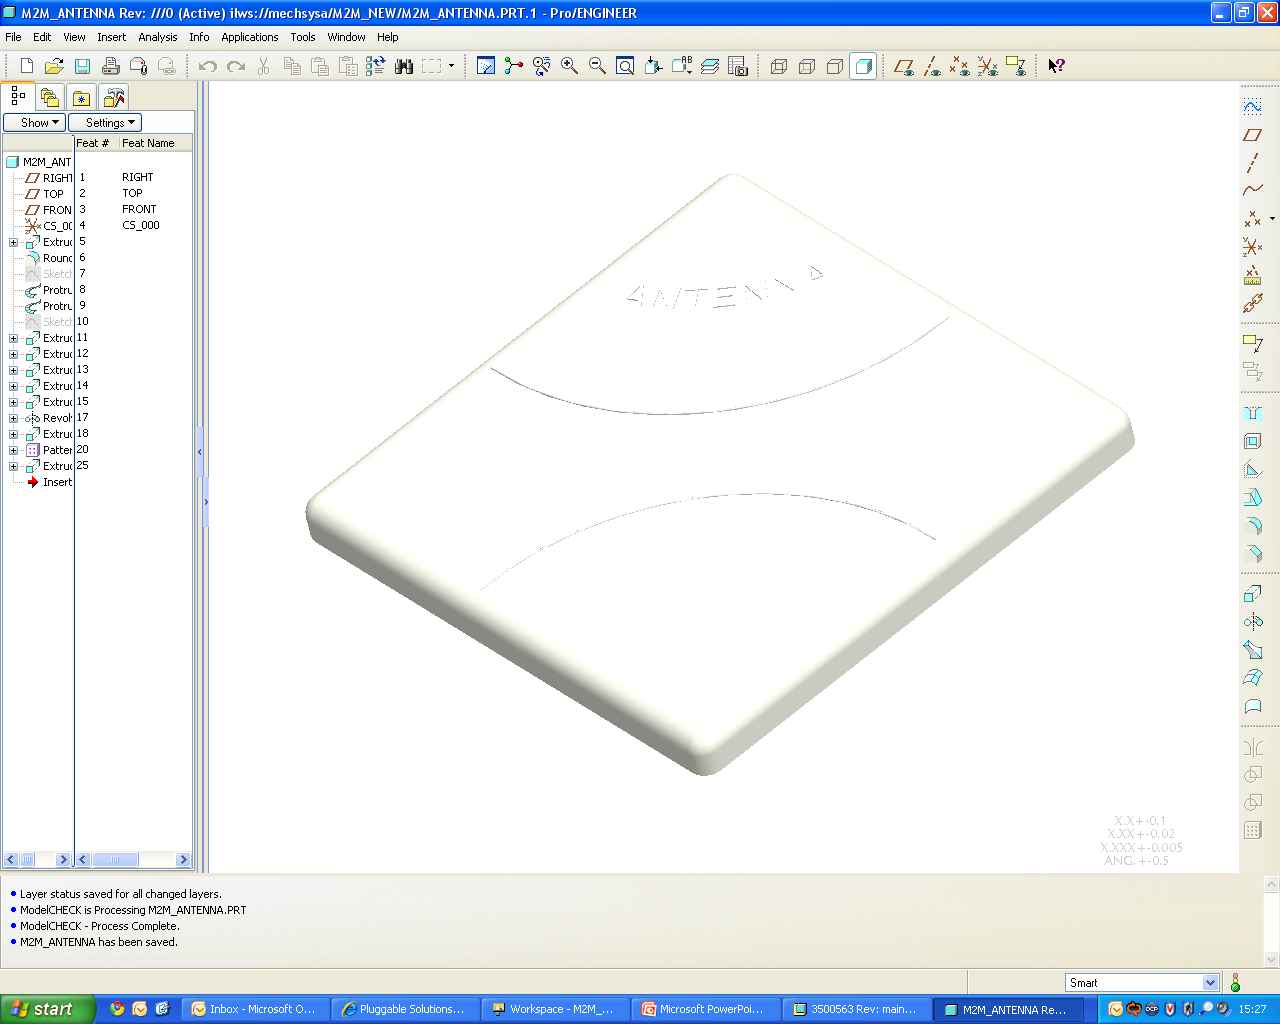 M2M_ANTENNA Rev: ///0 (Active) ilws://mechsysa/M2M_NEW/M2M_ANTENNA.PRT.1 - Pro/ENGINEER
File Edit View Insert Analysis Info Applications Tools Window Help
Show Settings
Feat # Feat Name
M2M_ANT
RIGHT 1 RIGHT
TOP 2 TOP
FRON 3 FRONT
CS_00 4 CS_000
Extruc 5
Round 6
Sketch 7
Protru 8
Protru 9
Sketch 10
Extruc 11
Extruc 12
Extruc 13
Extruc 14
Extruc 15
Revol 17
Extruc 18
Patter 20
Extruc 25
Insert
X.X+-0.1
X.XX+-0.02
X.XXX+-0.005
ANG. +-0.5
Layer status saved for all changed layers.
ModelCHECK is Processing M2M_ANTENNA.PRT
ModelCHECK - Process Complete.
M2M_ANTENNA has been saved.
Smart
start Inbox - Microsoft O... Pluggable Solutions... Workspace - M2M_... Microsoft PowerPoi... 3500563 Rev: main... M2M_ANTENNA Re... 15:27